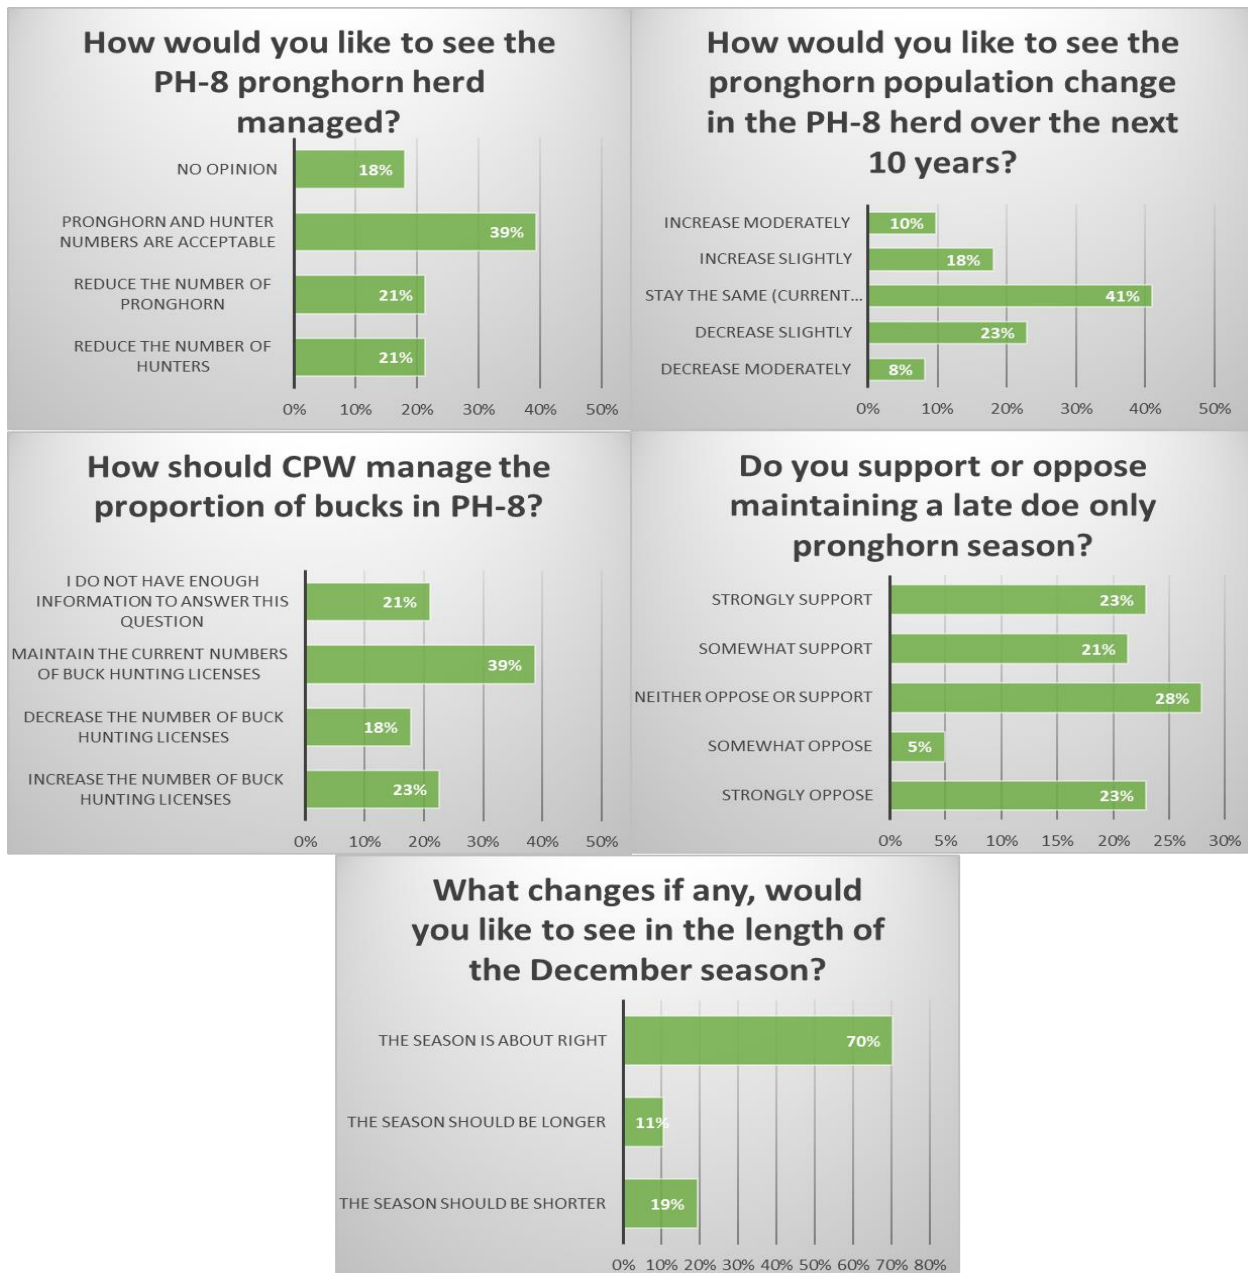 How would you like to see the
PH-8 pronghorn herd
managed?
NO OPINION
18%
PRONGHORN AND HUNTER
NUMBERS ARE ACCEPTABLE
39%
REDUCE THE NUMBER OF
PRONGHORN
21%
REDUCE THE NUMBER OF
HUNTERS
21%
0% 10% 20% 30% 40% 50%
How would you like to see the
pronghorn population change
in the PH-8 herd over the next
10 years?
INCREASE MODERATELY
10%
INCREASE SLIGHTLY
18%
STAY THE SAME (CURRENT...
41%
DECREASE SLIGHTLY
23%
DECREASE MODERATELY
8%
0% 10% 20% 30% 40% 50%
How should CPW manage the
proportion of bucks in PH-8?
I DO NOT HAVE ENOUGH
INFORMATION TO ANSWER THIS
QUESTION
21%
MAINTAIN THE CURRENT NUMBERS
OF BUCK HUNTING LICENSES
39%
DECREASE THE NUMBER OF BUCK
HUNTING LICENSES
18%
INCREASE THE NUMBER OF BUCK
HUNTING LICENSES
23%
0% 10% 20% 30% 40% 50%
Do you support or oppose
maintaining a late doe only
pronghorn season?
STRONGLY SUPPORT
23%
SOMEWHAT SUPPORT
21%
NEITHER OPPOSE OR SUPPORT
28%
SOMEWHAT OPPOSE
5%
STRONGLY OPPOSE
23%
0% 5% 10% 15% 20% 25% 30%
What changes if any, would
you like to see in the length of
the December season?
THE SEASON IS ABOUT RIGHT
70%
THE SEASON SHOULD BE LONGER
11%
THE SEASON SHOULD BE SHORTER
19%
0% 10% 20% 30% 40% 50% 60% 70% 80%